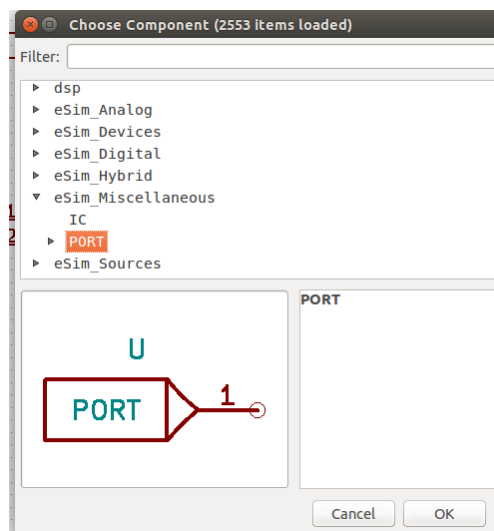 Choose Component (2553 items loaded)
Filter:
dsp
eSim_Analog
eSim_Devices
eSim_Digital
eSim_Hybrid
eSim_Miscellaneous
IC
PORT
eSim_Sources
PORT
U
PORT
1
Cancel
OK